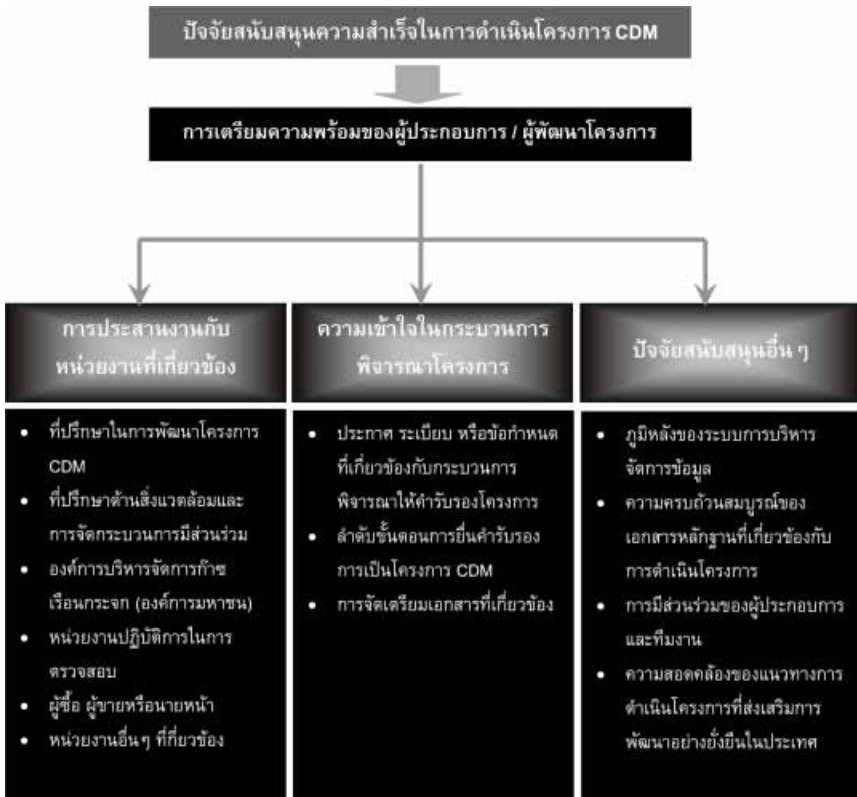 ปัจจัยสนับสนุนความสำเร็จในการดำเนินโครงการ CDM
การเตรียมความพร้อมของผู้ประกอบการ / ผู้พัฒนาโครงการ
การประสานงานกับ
หน่วยงานที่เกี่ยวข้อง
• ที่ปรึกษาในการพัฒนาโครงการ
CDM
• ที่ปรึกษาด้านสิ่งแวดล้อมและ
การจัดกระบวนการมีส่วนร่วม
• องค์การบริหารจัดการก๊าซ
เรือนกระจก (องค์การมหาชน)
• หน่วยงานปฏิบัติการในการ
ตรวจสอบ
• ผู้ซื้อ ผู้ขายหรือนายหน้า
• หน่วยงานอื่นๆ ที่กี่ยวข้อง
ความเข้าใจในกระบวนการ
พิจารณาโครงการ
• ประกาศ ระเบียบ หรือข้อกำหนด
ที่เกี่ยวข้องกับกระบวนการ
พิจารณาให้คำรับรองโครงการ
• ลำดับขั้นตอนการยื่นคำรับรอง
การเป็นโครงการ CDM
• การจัดเตรียมเอกสารที่เกี่ยวข้อง
ปัจจัยสนับสนุนอื่นๆ
• ภูมิหลังของระบบการบริหาร
จัดการข้อมูล
• ความครบถ้วนสมบูรณ์ของ
เอกสารหลักฐานที่เกี่ยวข้องกับ
การดำเนินโครงการ
• การมีส่วนร่วมของผู้ประกอบการ
และทีมงาน
• ความสอดคล้องของแนวทางการ
ดำเนินโครงการที่ส่งเสริมการ
พัฒนาอย่างยั่งยืนในประเทศ